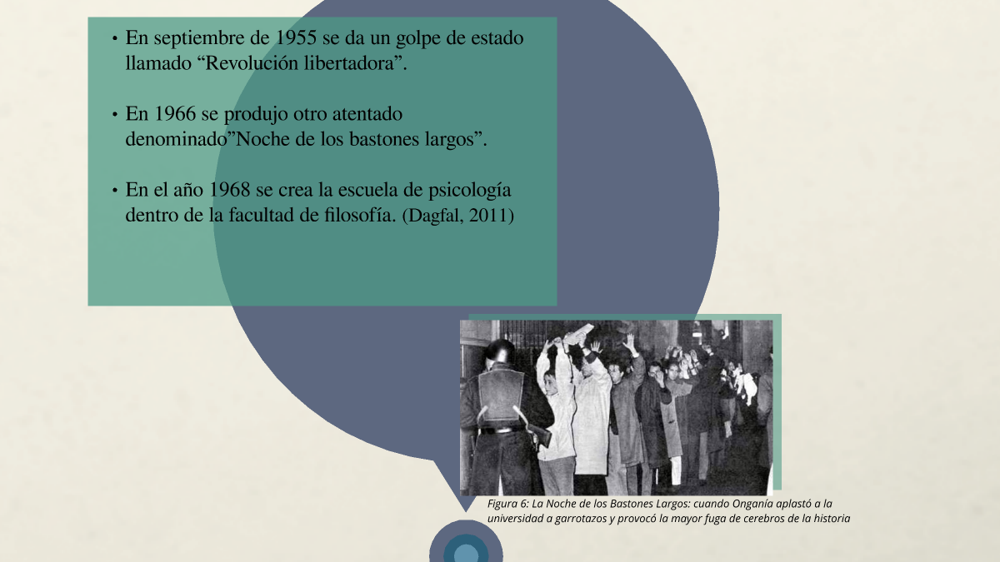 • En septiembre de 1955 se da un golpe de estado
llamado “Revolución libertadora”.
• En 1966 se produjo otro atentado
denominado”Noche de los bastones largos”.
• En el año 1968 se crea la escuela de psicología
dentro de la facultad de filosofía. (Dagfal, 2011)
Figura 6: La Noche de los Bastones Largos: cuando Onganía aplastó a la
universidad a garrotazos y provocó la mayor fuga de cerebros de la historia